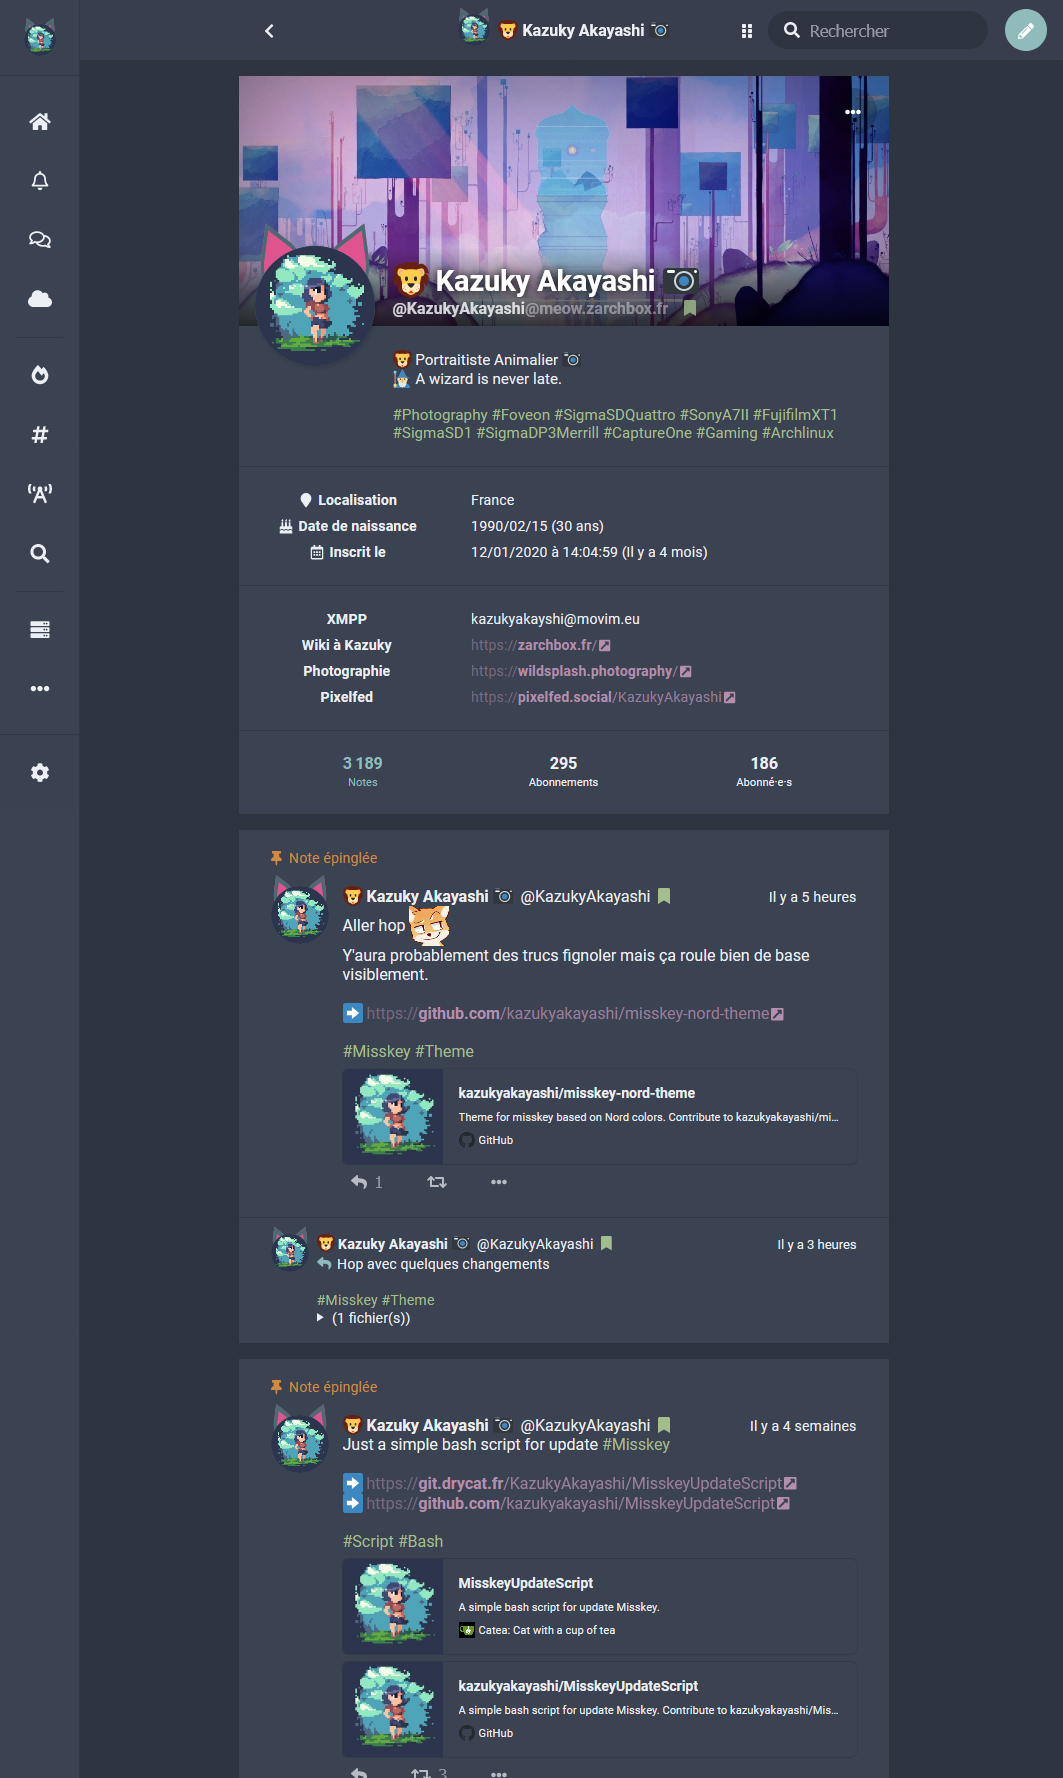 Kazuky Akayashi
Rechercher
Kazuky Akayashi
@KazukyAkayashi@meow.zarchbox.fr
Portraitiste Animalier
A wizard is never late.
#Photography #Foveon #SigmaSDQuattro #SonyA7II #FujifilmXT1
#SigmaSD1 #SigmaDP3Merrill #CaptureOne #Gaming #Archlinux
Localisation France
Date de naissance 1990/02/15 (30 ans)
Inscrit le 12/01/2020 à 14:04:59 (Il y a 4 mois)
XMPP kazukyakayshi@movim.eu
Wiki à Kazuky https://zarchbox.fr/
Photographie https://wildsplash.photography/
Pixelfed https://pixelfed.social/KazukyAkayashi
3 189 295 186
Notes Abonnements Abonné·e·s
Note épinglée
Kazuky Akayashi @KazukyAkayashi Il y a 5 heures
Aller hop
Y'aura probablement des trucs fignoler mais ça roule bien de base
visiblement.
https://github.com/kazukyakayashi/misskey-nord-theme
#Misskey #Theme
kazukyakayashi/misskey-nord-theme
Theme for misskey based on Nord colors. Contribute to kazukyakayashi/mi...
GitHub
1
Kazuky Akayashi @KazukyAkayashi Il y a 3 heures
Hop avec quelques changements
#Misskey #Theme
(1 fichier(s))
Note épinglée
Kazuky Akayashi @KazukyAkayashi Il y a 4 semaines
Just a simple bash script for update #Misskey
https://git.drycat.fr/KazukyAkayashi/MisskeyUpdateScript
https://github.com/kazukyakayashi/MisskeyUpdateScript
#Script #Bash
MisskeyUpdateScript
A simple bash script for update Misskey.
Catea: Cat with a cup of tea
kazukyakayashi/MisskeyUpdateScript
A simple bash script for update Misskey. Contribute to kazukyakayashi/Mis...
GitHub
3